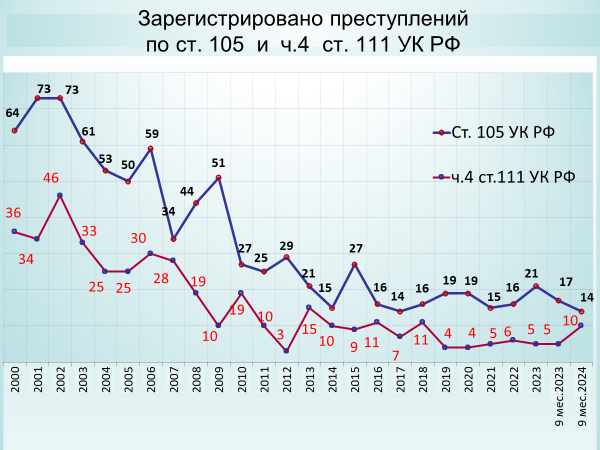 Зарегистрировано преступлений
по ст. 105 и ч.4 ст. 111 УК РФ
64 73 73 61 53 50 59 34 44 51 27 25 29 21 15 27 16 14 16 19 19 15 16 21 17 14
Ст. 105 УК РФ
ч.4 ст.111 УК РФ
36 34 46 33 25 25 30 28 19 10 19 10 3 15 10 9 11 7 11 4 4 5 6 5 5 10
2000 2001 2002 2003 2004 2005 2006 2007 2008 2009 2010 2011 2012 2013 2014 2015 2016 2017 2018 2019 2020 2021 2022 2023 9 мес.2023 9 мес.2024